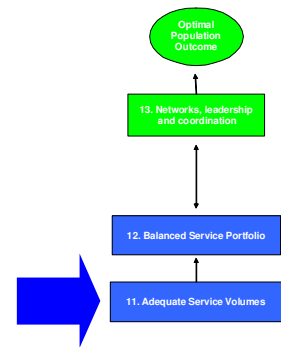 Optimal
Population
Outcome
13. Networks, leadership
and coordination
12. Balanced Service Portfolio
11. Adequate Service Volumes